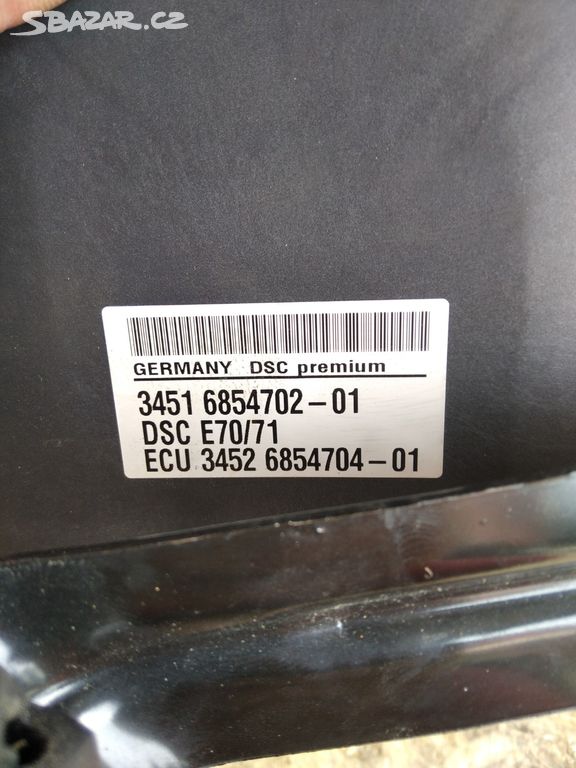 SBAZAR.CZ
GERMANY DSC premium
3451 6854702-01
DSC E70/71
ECU 3452 6854704-01